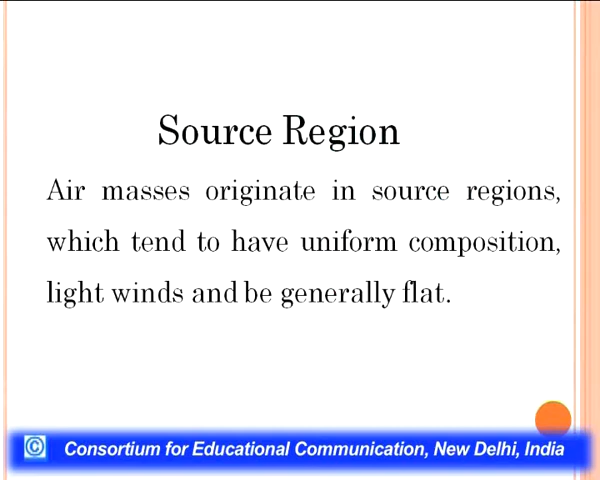 Source Region
Air masses originate in source regions,
which tend to have uniform composition,
light winds and be generally flat.
© Consortium for Educational Communication, New Delhi, India